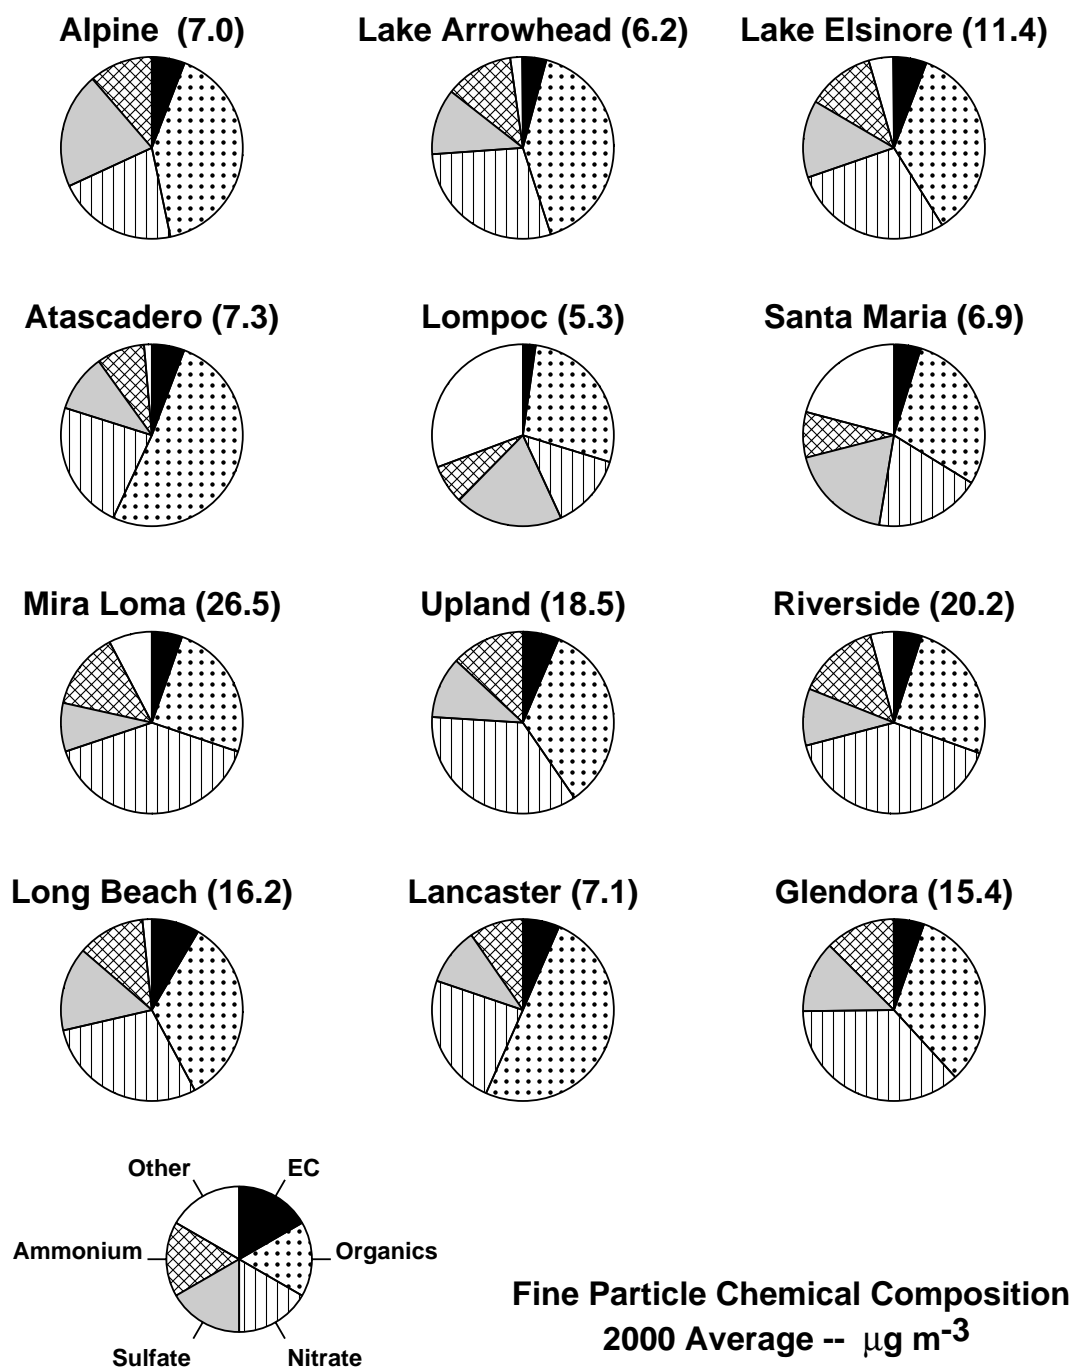 Alpine  (7.0)
Lake Arrowhead (6.2)
Lake Elsinore (11.4)
Atascadero (7.3)
Lompoc (5.3)
Santa Maria (6.9)
Mira Loma (26.5)
Upland (18.5)
Riverside (20.2)
Long Beach (16.2)
Lancaster (7.1)
Glendora (15.4)
Other
EC
Ammonium
Organics
Sulfate
Nitrate
Fine Particle Chemical Composition
2000 Average -- μg m-3